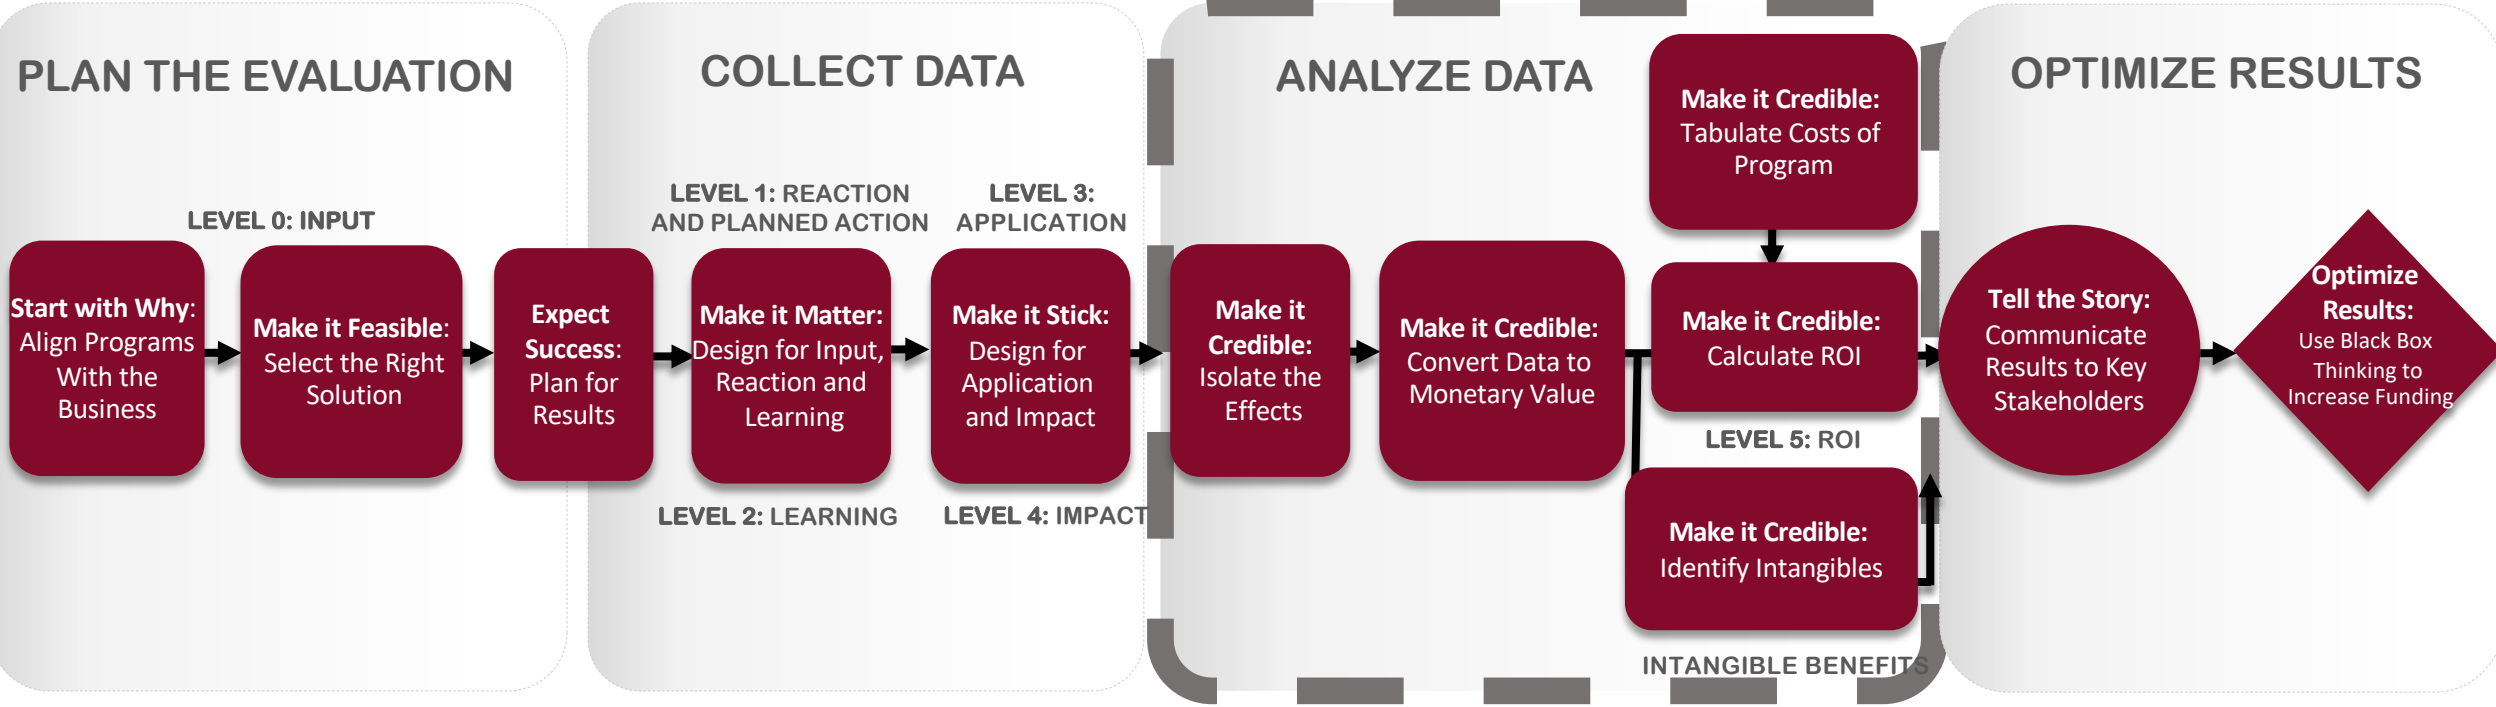 PLAN THE EVALUATION
LEVEL 0: INPUT
Start with Why:
Align Programs
With the
Business
Make it Feasible:
Select the Right
Solution
Expect
Success:
Plan for
Results
COLLECT DATA
LEVEL 1: REACTION
AND PLANNED ACTION
Make it Matter:
Design for Input,
Reaction and
Learning
LEVEL 2: LEARNING
LEVEL 3:
APPLICATION
Make it Stick:
Design for
Application
and Impact
LEVEL 4: IMPACT
ANALYZE DATA
Make it
Credible:
Isolate the
Effects
Make it Credible:
Convert Data to
Monetary Value
Make it Credible:
Tabulate Costs of
Program
Make it Credible:
Calculate ROI
LEVEL 5: ROI
Make it Credible:
Identify Intangibles
INTANGIBLE BENEFITS
OPTIMIZE RESULTS
Tell the Story:
Communicate
Results to Key
Stakeholders
Optimize
Results:
Use Black Box
Thinking to
Increase Funding